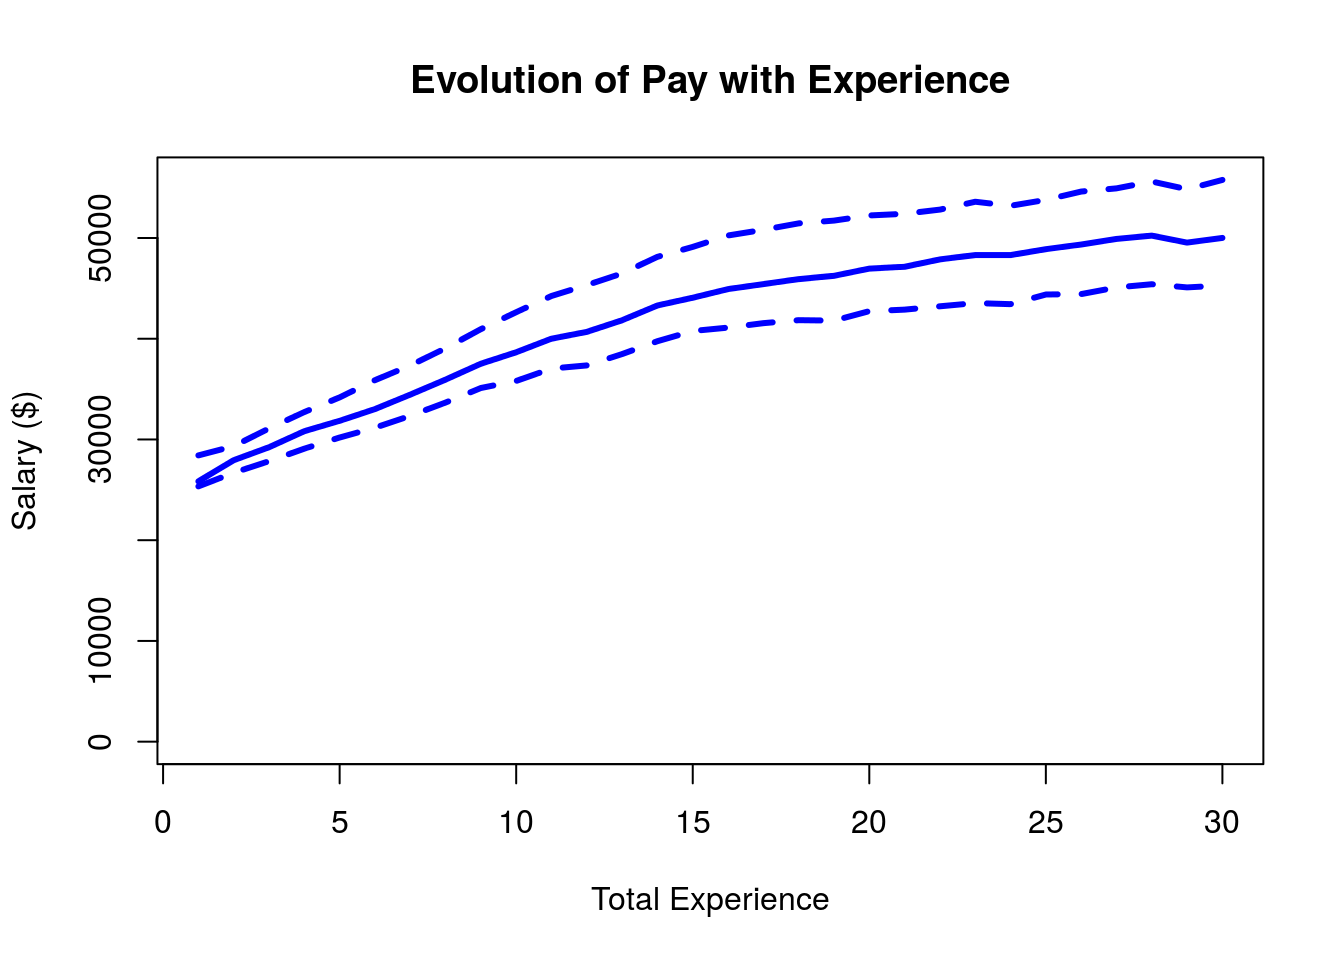 Evolution of Pay with Experience
Salary ($)
50000
30000
10000
0
0 5 10 15 20 25 30
Total Experience